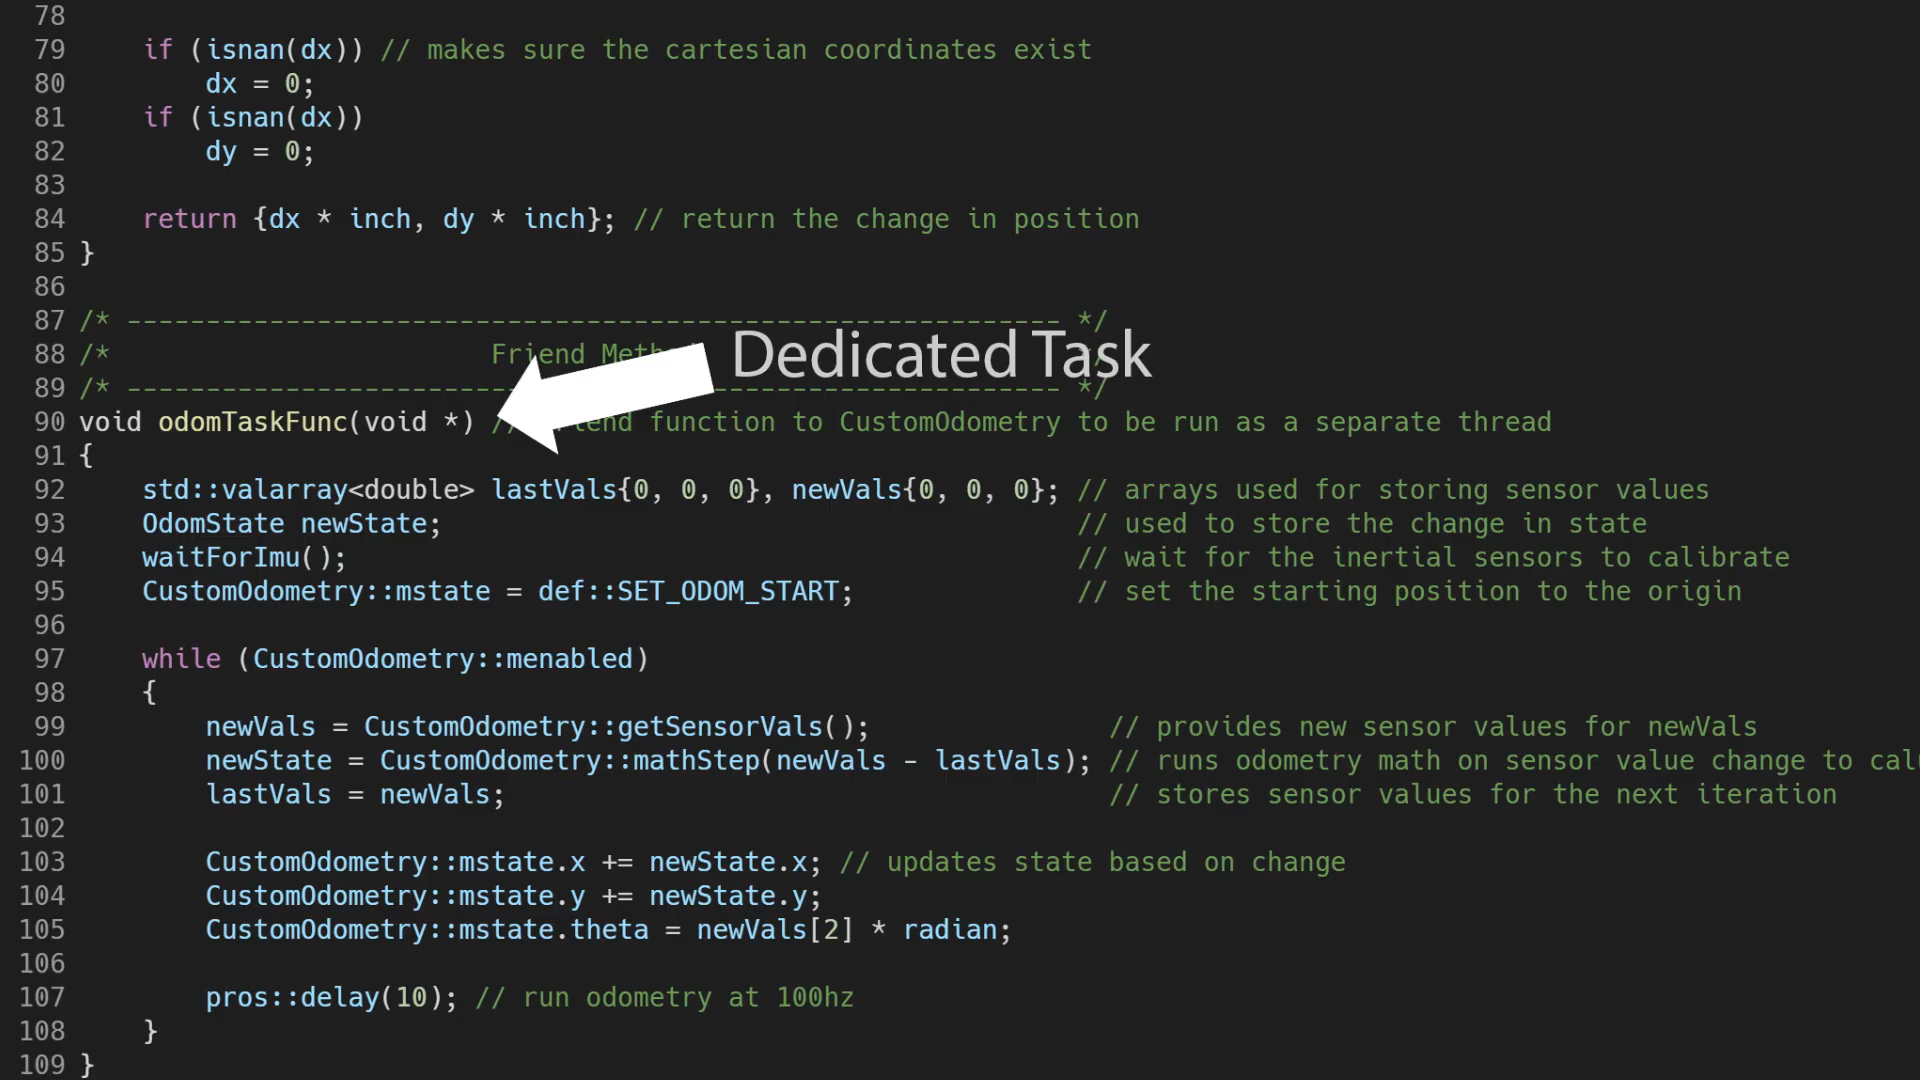 78
79 if (isnan(dx)) // makes sure the cartesian coordinates exist
80 dx = 0;
81 if (isnan(dx))
82 dy = 0;
83
84 return {dx * inch, dy * inch}; // return the change in position
85 }
86
87 /* ----------------------------------------------------------- */
88 /* Friend
Dedicated Task
89 /* ----------------------------------------------------------- */
90 void odomTaskFunc(void *) // function to CustomOdometry to be run as a separate thread
91 {
92 std::valarray<double> lastVals{0, 0, 0}, newVals{0, 0, 0}; // arrays used for storing sensor values
93 OdomState newState; // used to store the change in state
94 waitForImu(); // wait for the inertial sensors to calibrate
95 CustomOdometry::mstate = def::SET_ODOM_START; // set the starting position to the origin
96
97 while (CustomOdometry::menabled)
98 {
99 newVals = CustomOdometry::getSensorVals(); // provides new sensor values for newVals
100 newState = CustomOdometry::mathStep(newVals - lastVals); // runs odometry math on sensor value change to
101 lastVals = newVals; // stores sensor values for the next iteration
102
103 CustomOdometry::mstate.x += newState.x; // updates state based on change
104 CustomOdometry::mstate.y += newState.y;
105 CustomOdometry::mstate.theta = newVals[2] * radian;
106
107 pros::delay(10); // run odometry at 100hz
108 }
109 }